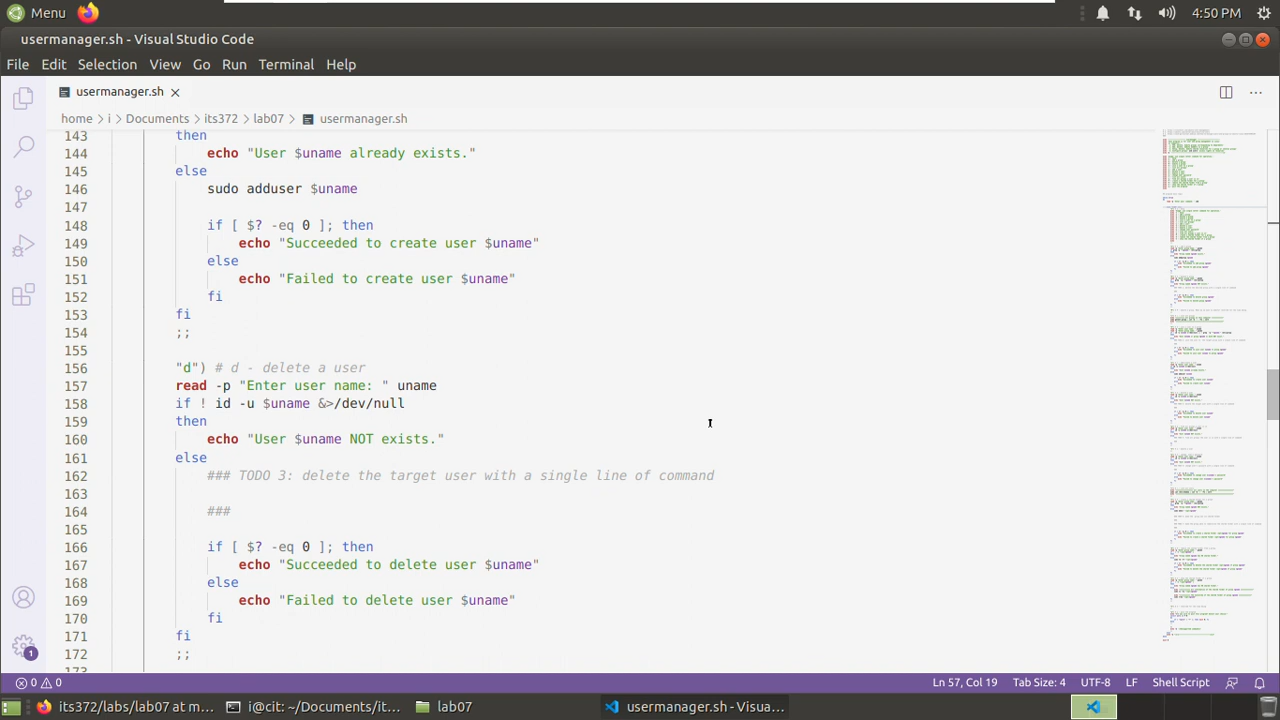 Menu 4:50 PM
usermanager.sh - Visual Studio Code
File Edit Selection View Go Run Terminal Help
usermanager.sh
home > i > Documents > its372 > lab07 > usermanager.sh
143 then
144 echo "User $uname already exists."
145 else
146 sudo adduser $uname
147
148 if [ $? -eq 0 ]; then
149 echo "Succeeded to create user $uname"
150 else
151 echo "Failed to create user $uname"
152 fi
153 fi
154 ;;
155
156 "d") # d - delete a user
157 read -p "Enter user name: " uname
158 if ! id -u $uname &>/dev/null
159 then
160 echo "User $uname NOT exists."
161 else
162 ### TODO 3: delete the target user with a single line of command
163
164 ###
165
166 if [ $? -eq 0 ]; then
167 echo "Succeeded to delete user $uname"
168 else
169 echo "Failed to delete user $uname"
170 fi
171 fi
172 ;;
173
1
0 0 Ln 57, Col 19 Tab Size: 4 UTF-8 LF Shell Script
its372/labs/lab07 at m... i@cit: ~/Documents/it... lab07 usermanager.sh - Visua...